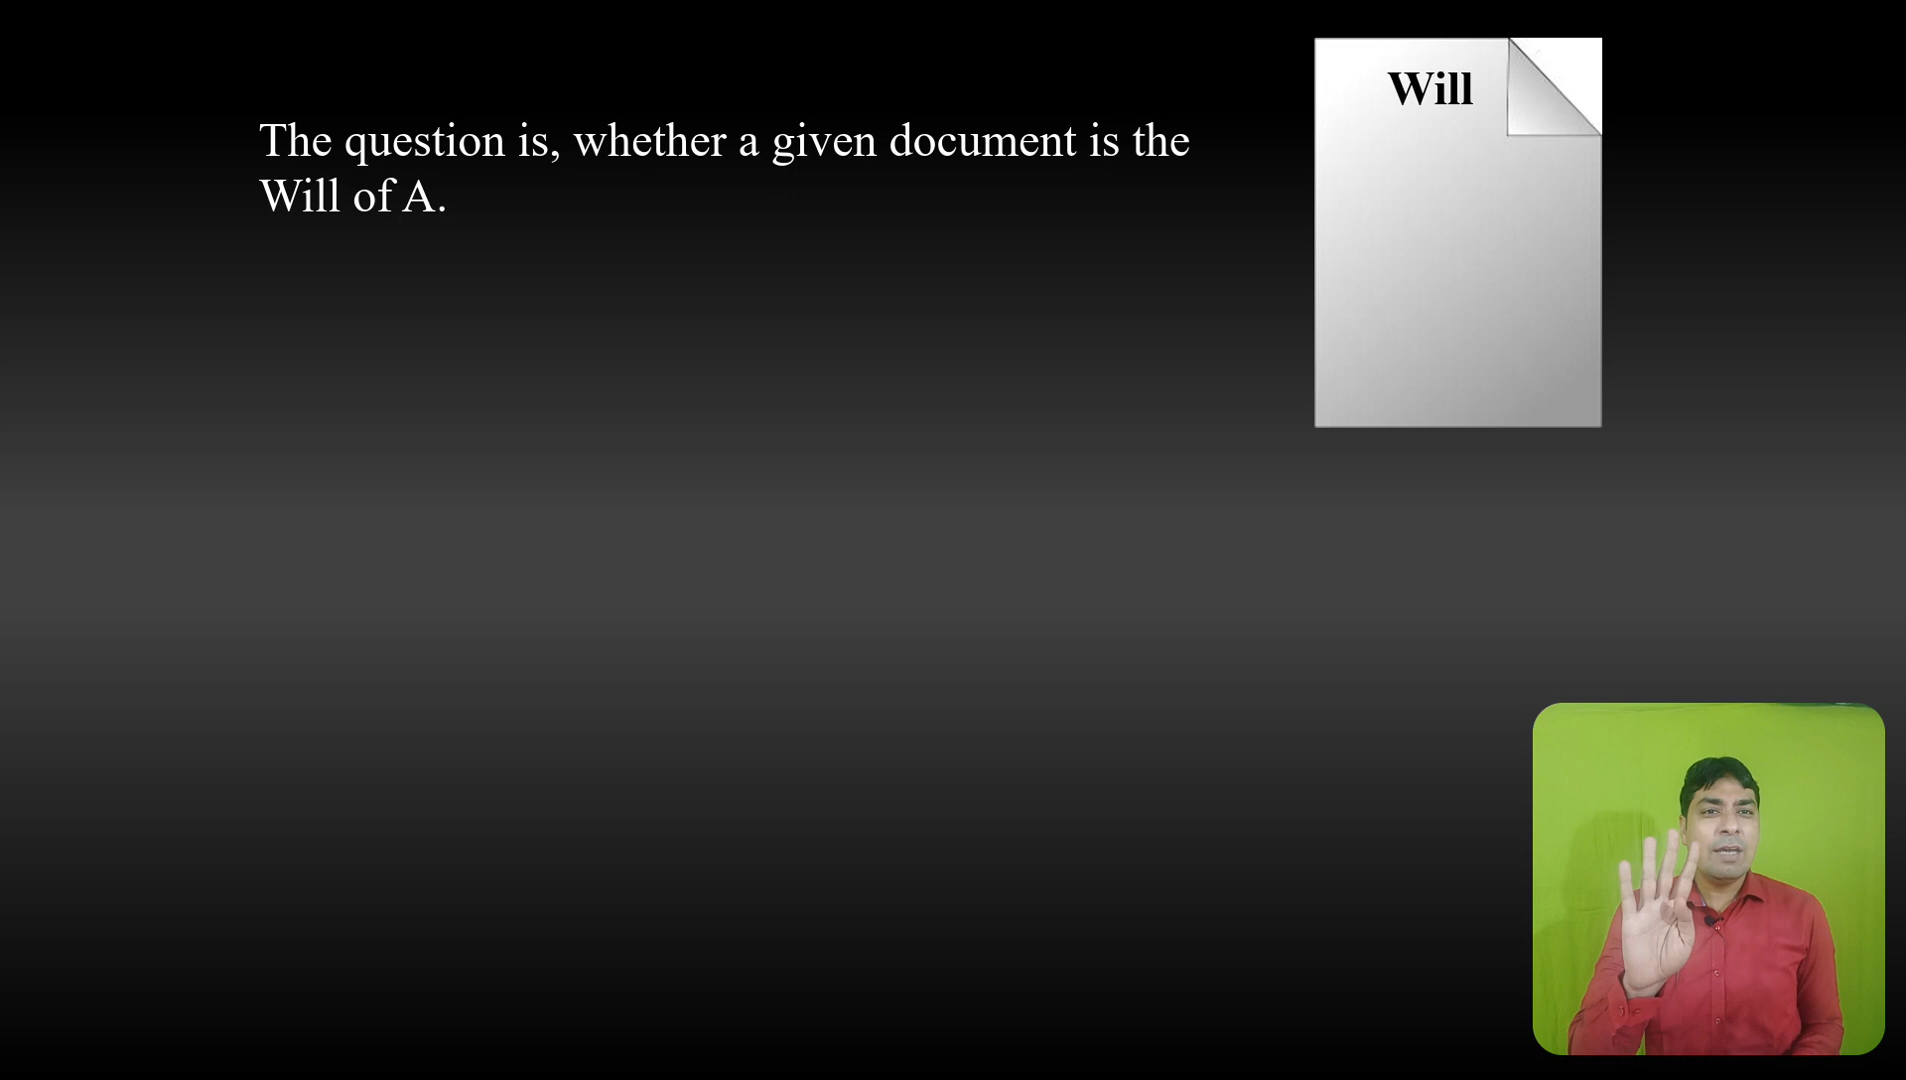 The question is, whether a given document is the
Will of A.
Will